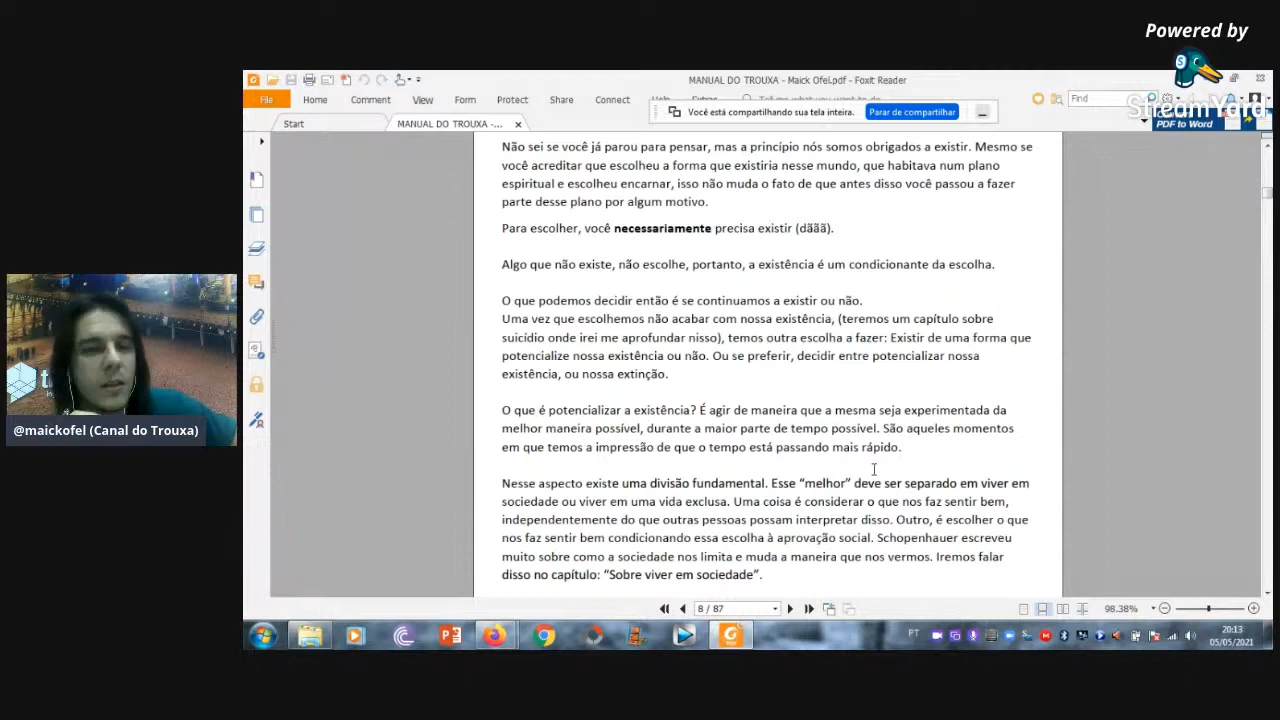 Powered by
StreamYard
MANUAL DO TROUXA - Maick Ofel.pdf - Foxit Reader
File Home Comment View Form Protect Share Connect Help Extras Tell me what you want to do
Find
Você está compartilhando sua tela inteira. Parar de compartilhar
PDF to Word
Start MANUAL DO TROUXA -...
Não sei se você já parou para pensar, mas a princípio nós somos obrigados a existir. Mesmo se
você acreditar que escolheu a forma que existiria nesse mundo, que habitava num plano
espiritual e escolheu encarnar, isso não muda o fato de que antes disso você passou a fazer
parte desse plano por algum motivo.
Para escolher, você necessariamente precisa existir (dããã).
Algo que não existe, não escolhe, portanto, a existência é um condicionante da escolha.
O que podemos decidir então é se continuamos a existir ou não.
Uma vez que escolhemos não acabar com nossa existência, (teremos um capítulo sobre
suicídio onde irei me aprofundar nisso), temos outra escolha a fazer: Existir de uma forma que
potencialize nossa existência ou não. Ou se preferir, decidir entre potencializar nossa
existência, ou nossa extinção.
O que é potencializar a existência? É agir de maneira que a mesma seja experimentada da
melhor maneira possível, durante a maior parte de tempo possível. São aqueles momentos
em que temos a impressão de que o tempo está passando mais rápido.
Nesse aspecto existe uma divisão fundamental. Esse “melhor” deve ser separado em viver em
sociedade ou viver em uma vida exclusa. Uma coisa é considerar o que nos faz sentir bem,
independentemente do que outras pessoas possam interpretar disso. Outro, é escolher o que
nos faz sentir bem condicionando essa escolha à aprovação social. Schopenhauer escreveu
muito sobre como a sociedade nos limita e muda a maneira que nos vermos. Iremos falar
disso no capítulo: “Sobre viver em sociedade”.
@maickofel (Canal do Trouxa)
8 / 87
98.38%
PT
20:13
05/05/2021